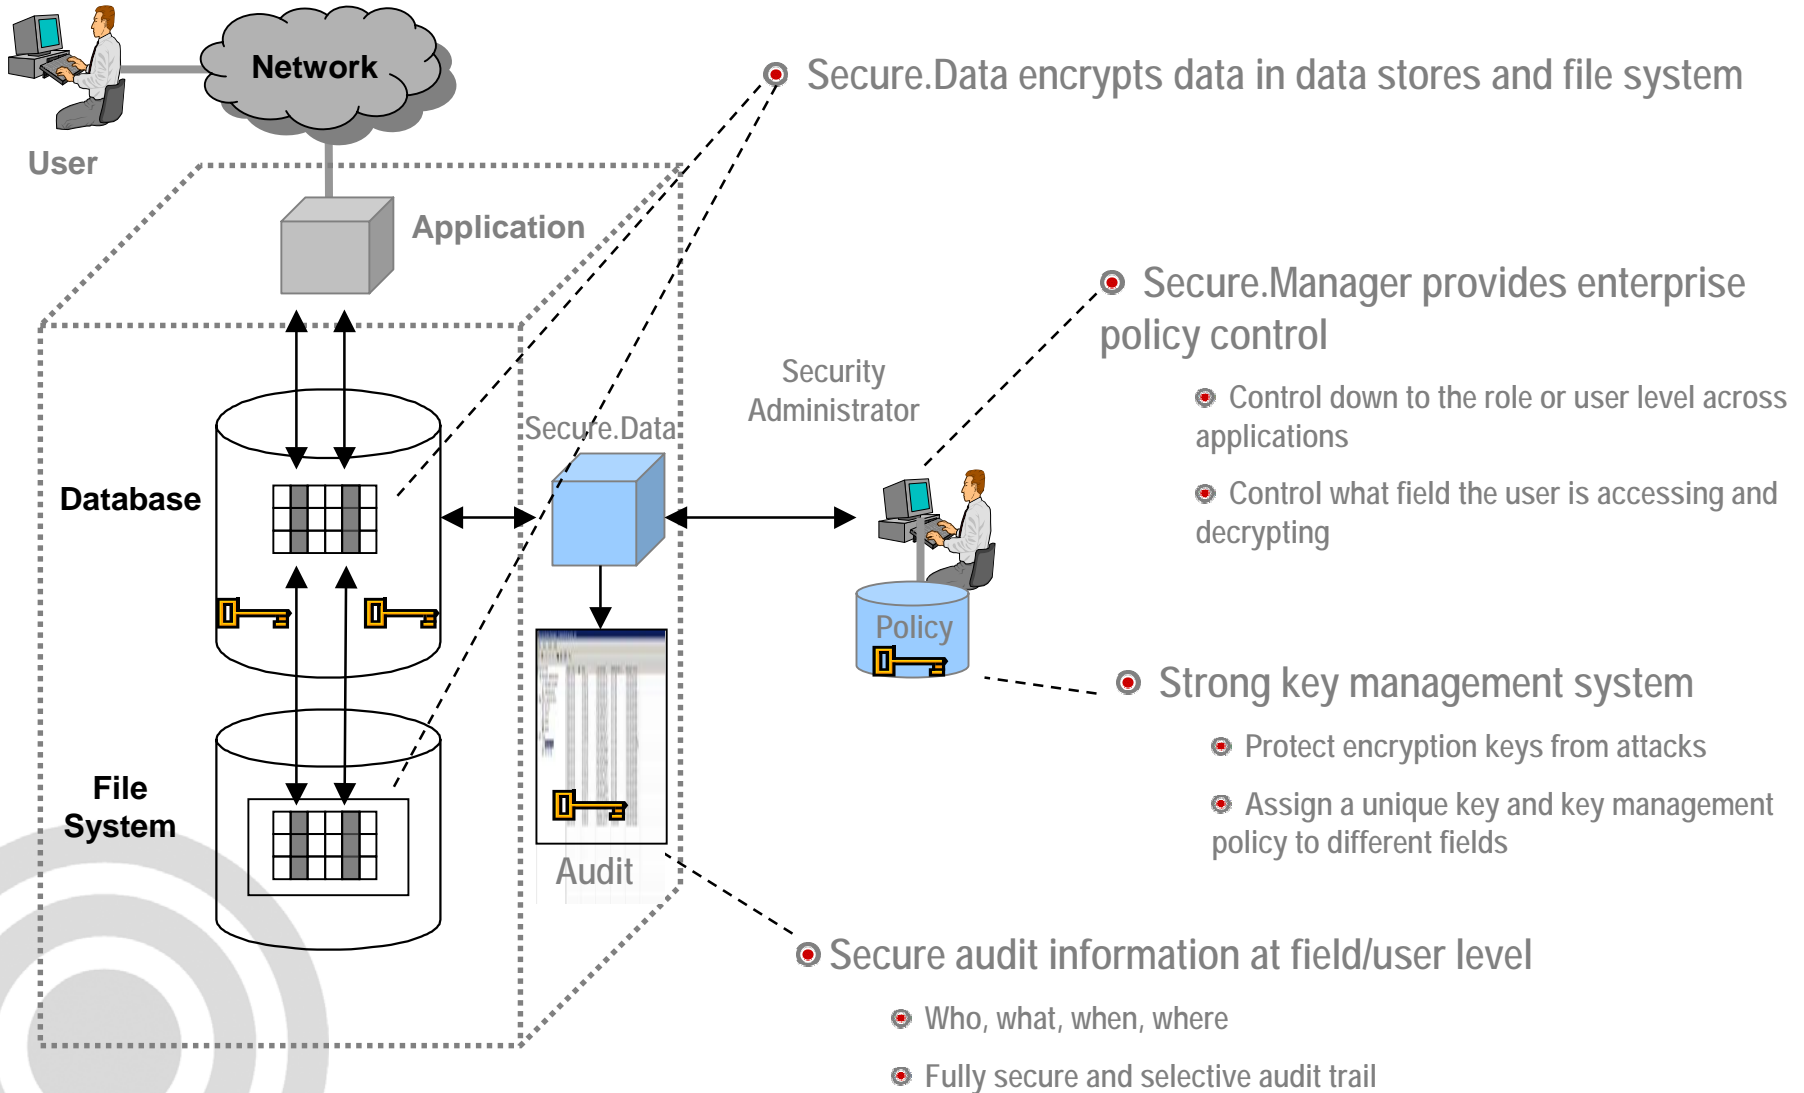 Network
User
Application
Database
File
System
Secure.Data
Audit
Security
Administrator
Policy
Secure.Data encrypts data in data stores and file system
Secure.Manager provides enterprise
policy control
Control down to the role or user level across
applications
Control what field the user is accessing and
decrypting
Strong key management system
Protect encryption keys from attacks
Assign a unique key and key management
policy to different fields
Secure audit information at field/user level
Who, what, when, where
Fully secure and selective audit trail